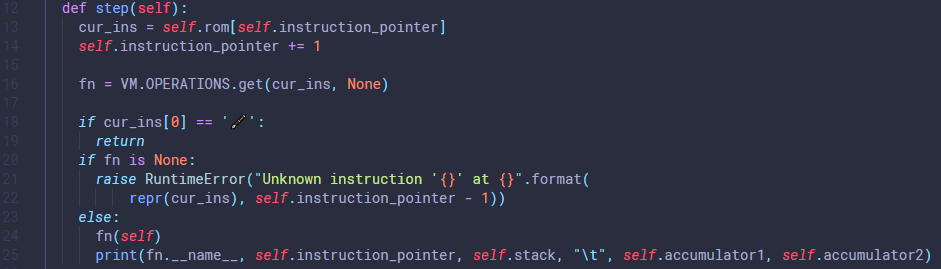 12 def step(self):
13 cur_ins = self.rom[self.instruction_pointer]
14 self.instruction_pointer += 1
15
16 fn = VM.OPERATIONS.get(cur_ins, None)
17
18 if cur_ins[0] == '🖌':
19 return
20 if fn is None:
21 raise RuntimeError("Unknown instruction '{}' at {}".format(
22 repr(cur_ins), self.instruction_pointer - 1))
23 else:
24 fn(self)
25 print(fn.__name__, self.instruction_pointer, self.stack, "\t", self.accumulator1, self.accumulator2)